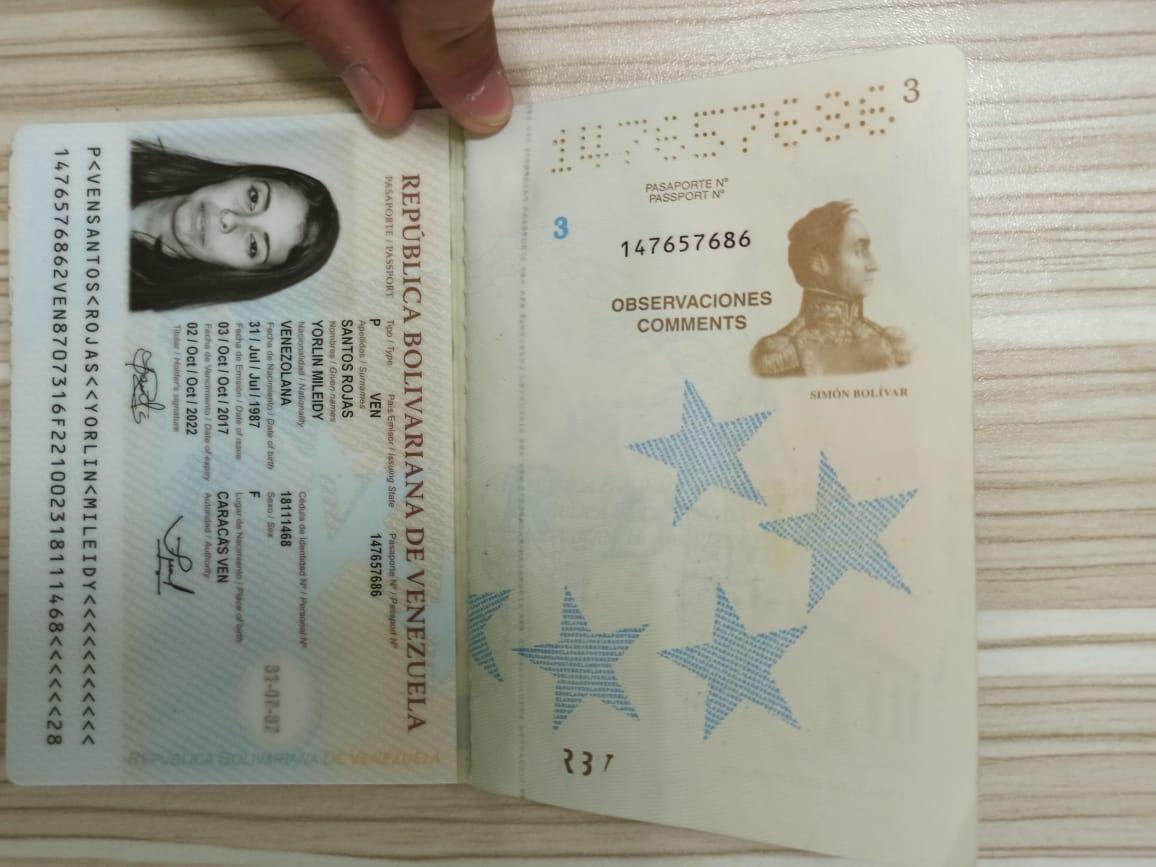 REPÚBLICA BOLIVARIANA DE VENEZUELA
PASAPORTE / PASSPORT
Tipo / Type País Emisor / Issuing State Pasaporte Nº / Passport Nº
P VEN 147657686
Apellidos / Surnames
SANTOS ROJAS
Nombres / Given names
YORLIN MILEIDY
Nacionalidad / Nationality Cédula de Identidad Nº / Personal Nº
VENEZOLANA 18111468
Fecha de Nacimiento / Date of birth Sexo / Sex
31 / Jul / Jul / 1987 F
Fecha de Emisión / Date of issue Lugar de Nacimiento / Place of birth
03 / Oct / Oct / 2017 CARACAS VEN
Fecha de Vencimiento / Date of expiry Autoridad / Authority
02 / Oct / Oct / 2022
Titular / Holder's signature
31-07-87
REPÚBLICA BOLIVARIANA DE VENEZUELA
P<VENSANTOS<ROJAS<<YORLIN<MILEIDY<<<<<<<<<<<
1476576862VEN8707316F221002318111468<<<<<<28
3
147657686
PASAPORTE Nº
PASSPORT Nº
3
147657686
OBSERVACIONES
COMMENTS
SIMÓN BOLÍVAR